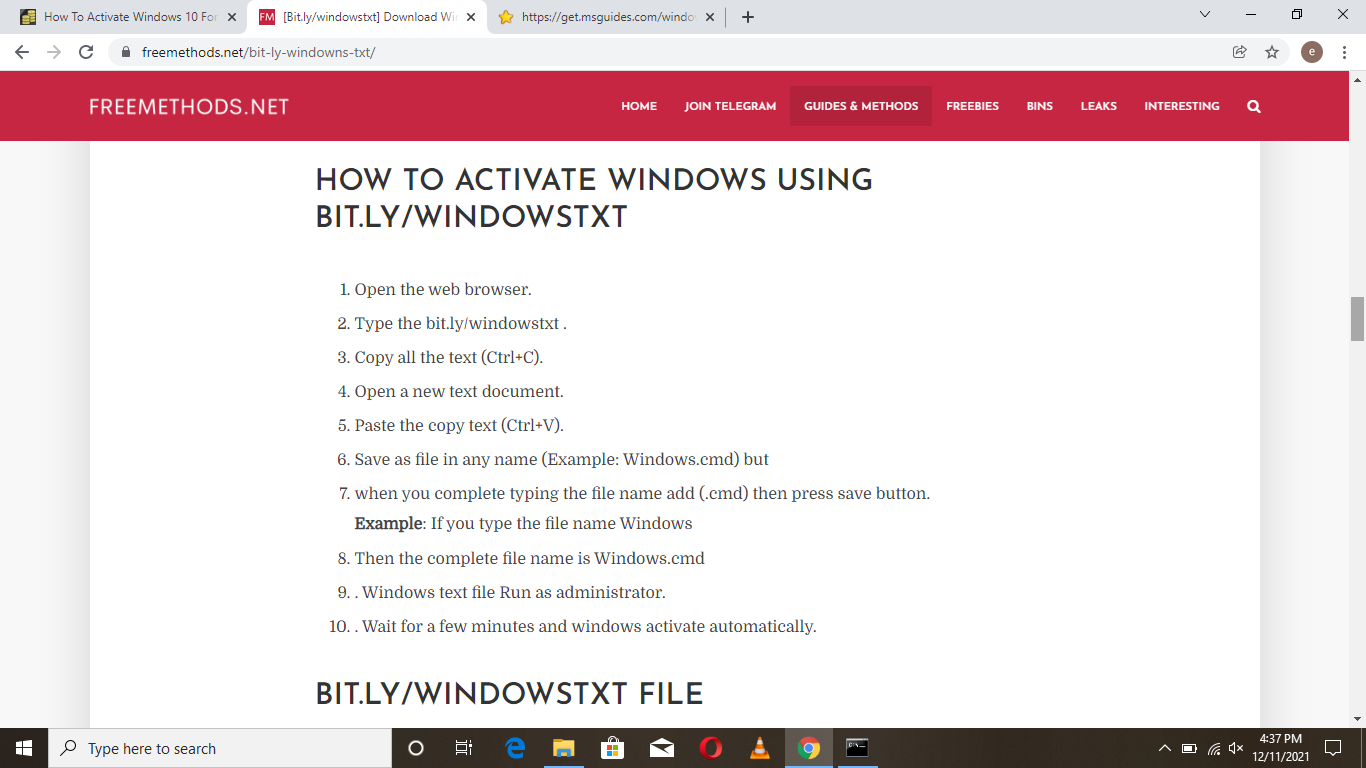 How To Activate Windows 10 For
[Bit.ly/windowstxt] Download Win
https://get.msguides.com/windo
freemethods.net/bit-ly-windowns-txt/
e
FREEMETHODS.NET
HOME JOIN TELEGRAM GUIDES & METHODS FREEBIES BINS LEAKS INTERESTING
HOW TO ACTIVATE WINDOWS USING
BIT.LY/WINDOWSTXT
1. Open the web browser.
2. Type the bit.ly/windowstxt .
3. Copy all the text (Ctrl+C).
4. Open a new text document.
5. Paste the copy text (Ctrl+V).
6. Save as file in any name (Example: Windows.cmd) but
7. when you complete typing the file name add (.cmd) then press save button.
Example: If you type the file name Windows
8. Then the complete file name is Windows.cmd
9. . Windows text file Run as administrator.
10. . Wait for a few minutes and windows activate automatically.
BIT.LY/WINDOWSTXT FILE
Type here to search
4:37 PM
12/11/2021